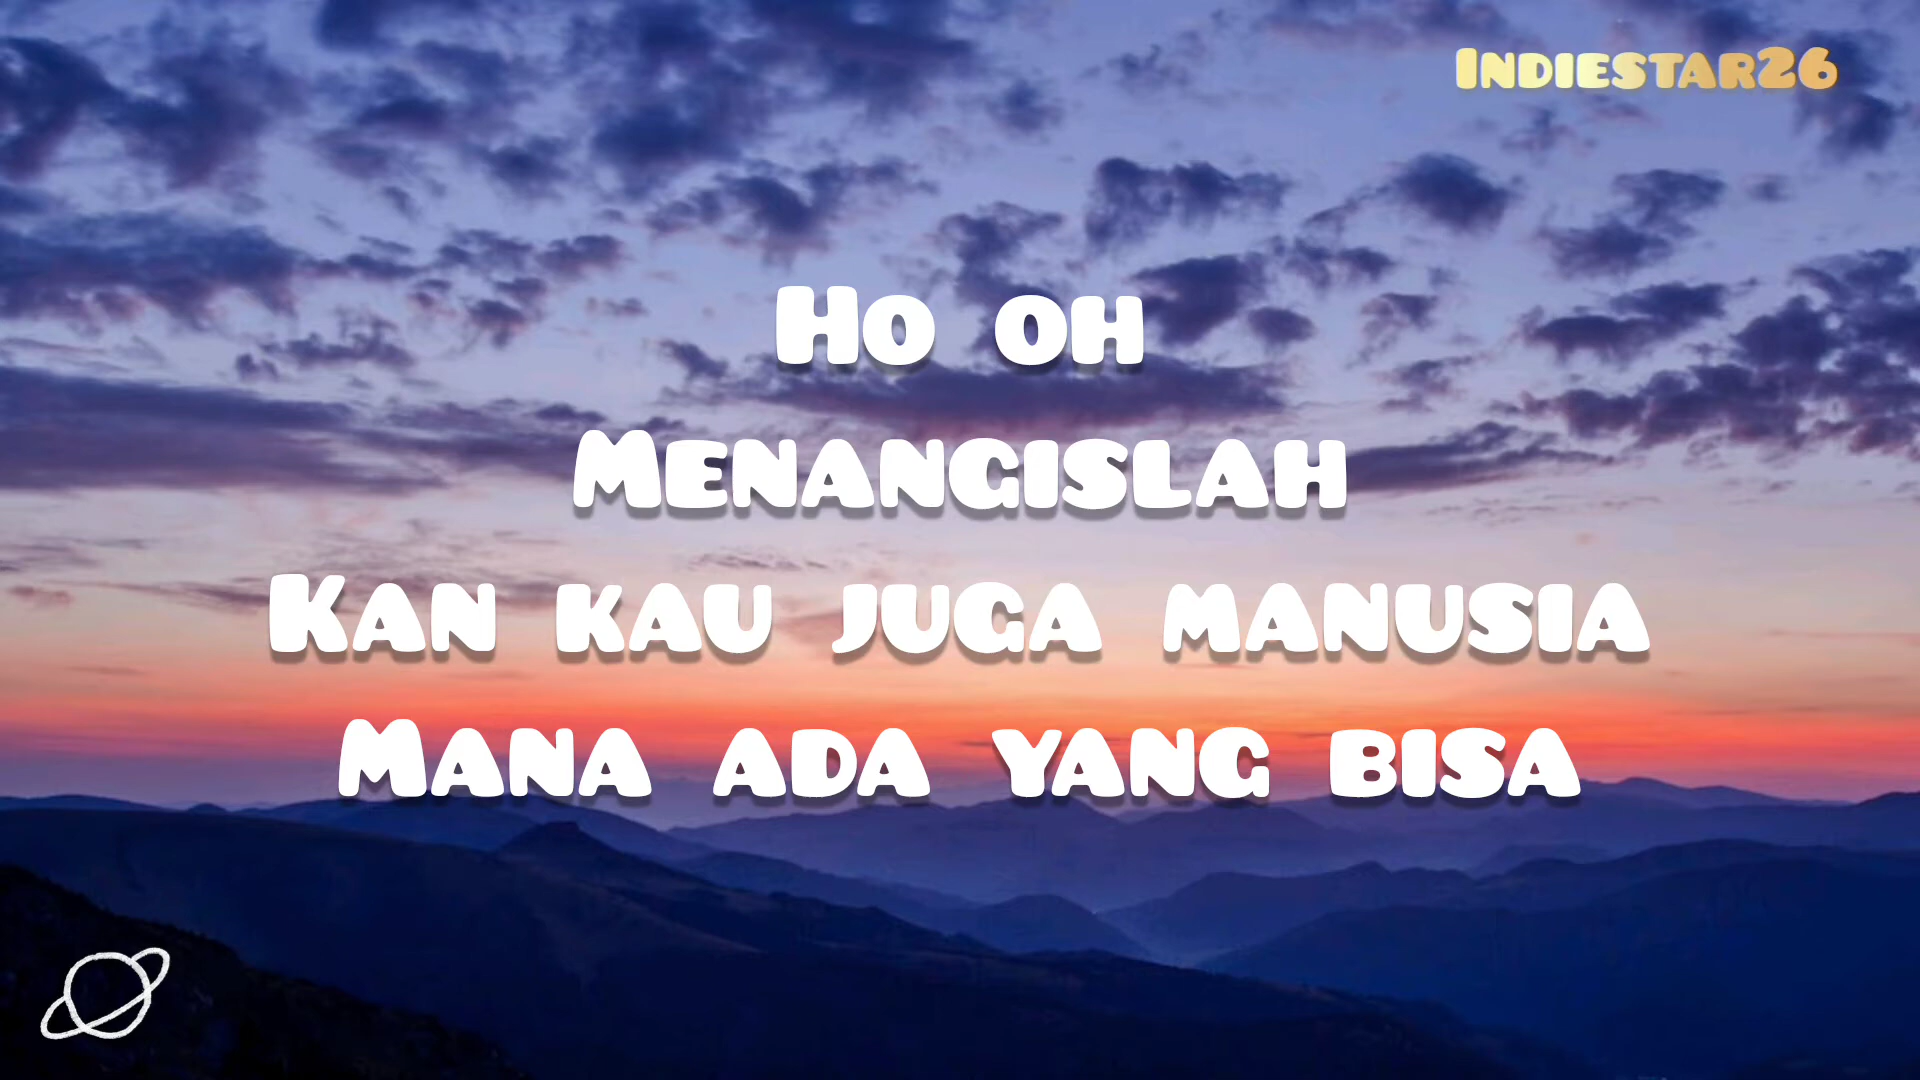 Indiestar26
Ho oh
Menangislah
Kan kau juga manusia
Mana ada yang bisa